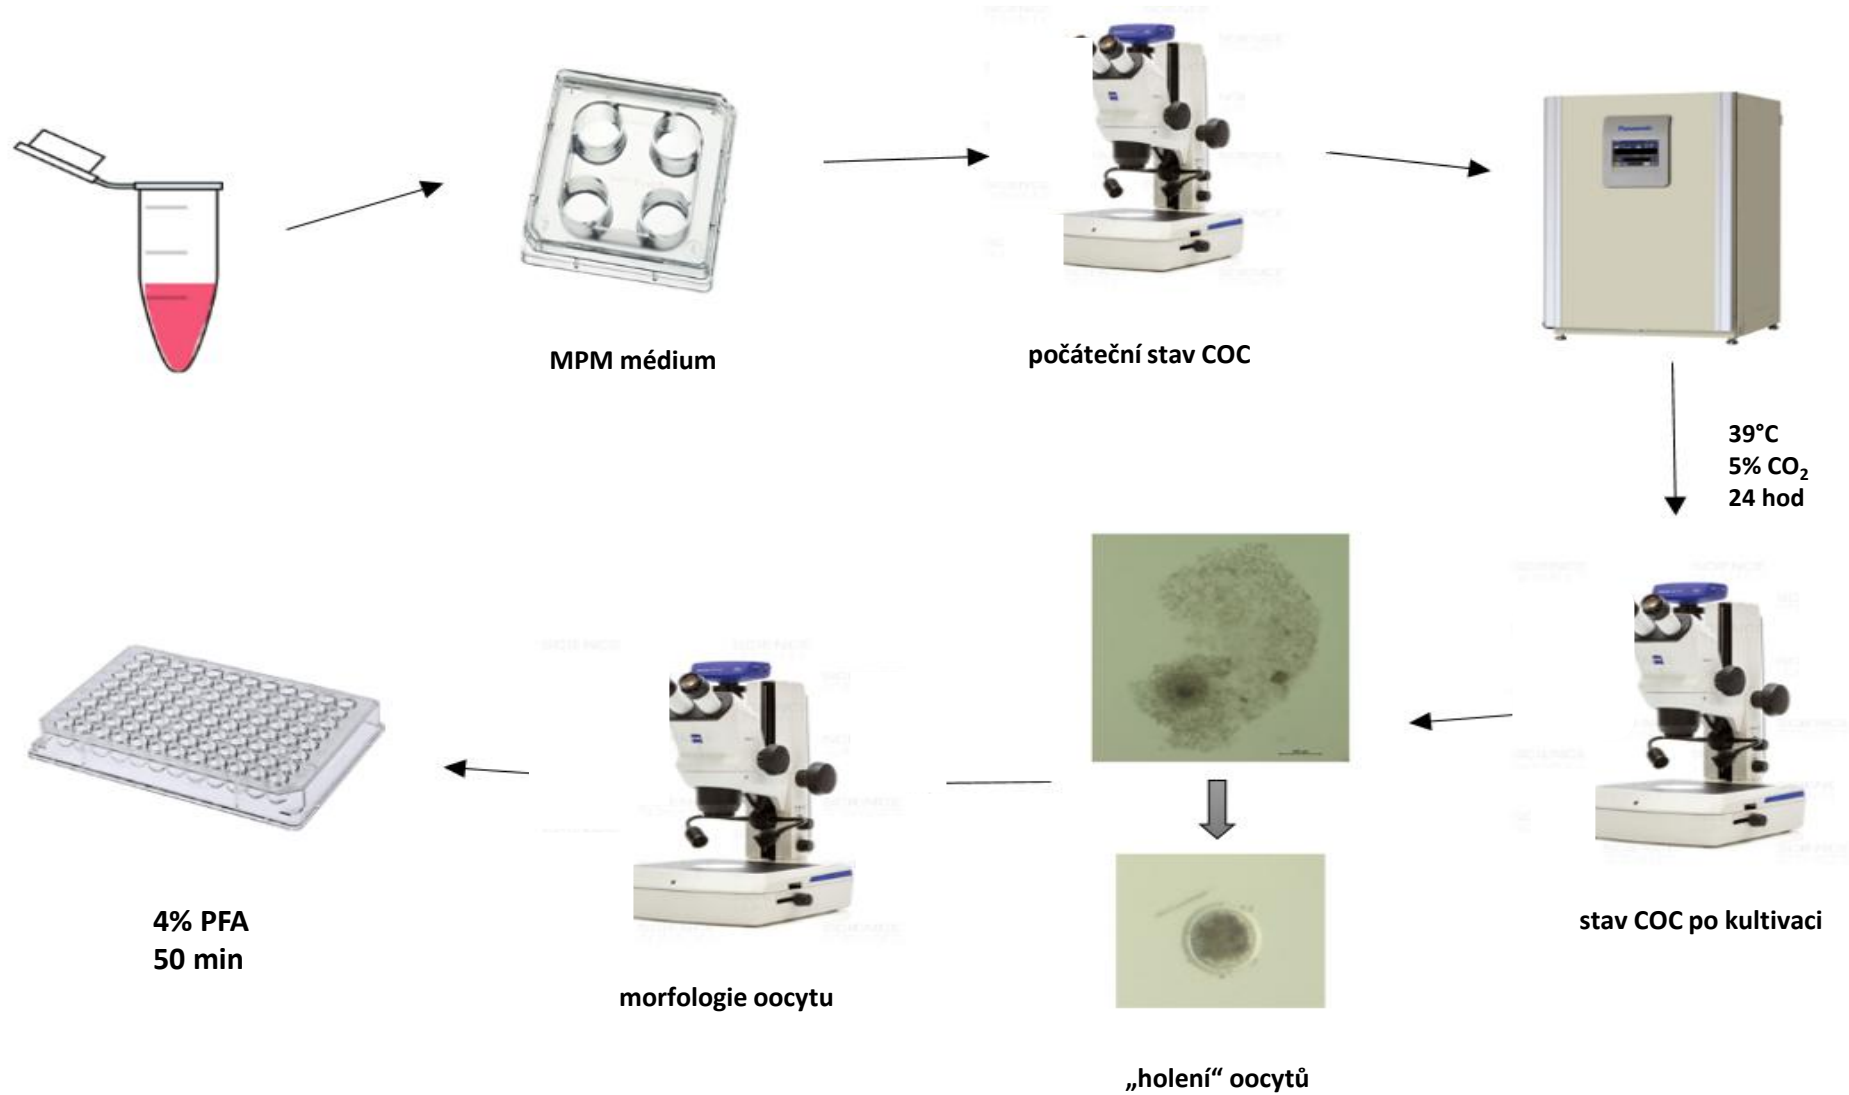 Panasonic
MPM médium
počáteční stav COC
39°C
5% CO₂
24 hod
stav COC po kultivaci
„holení“ oocytů
morfologie oocytu
4% PFA
50 min